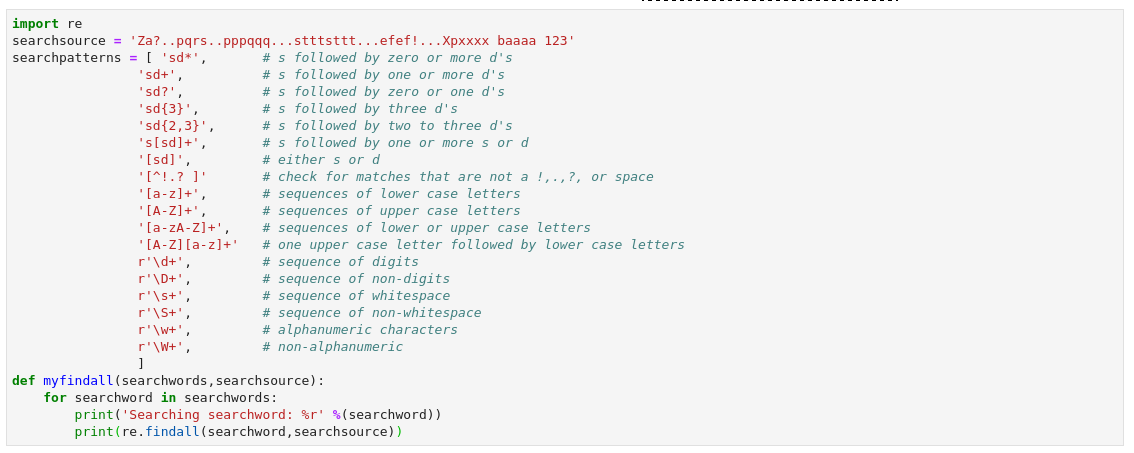 import re
searchsource = 'Za?..pqrs..pppqqq...stttsttt...efef!...Xpxxxx baaaa 123'
searchpatterns = [ 'sd*',       # s followed by zero or more d's
                'sd+',          # s followed by one or more d's
                'sd?',          # s followed by zero or one d's
                'sd{3}',        # s followed by three d's
                'sd{2,3}',      # s followed by two to three d's
                's[sd]+',       # s followed by one or more s or d
                '[sd]',         # either s or d
                '[^!.? ]'       # check for matches that are not a !,.,?, or space
                '[a-z]+',       # sequences of lower case letters
                '[A-Z]+',       # sequences of upper case letters
                '[a-zA-Z]+',    # sequences of lower or upper case letters
                '[A-Z][a-z]+'   # one upper case letter followed by lower case letters
                r'\d+',         # sequence of digits
                r'\D+',         # sequence of non-digits
                r'\s+',         # sequence of whitespace
                r'\S+',         # sequence of non-whitespace
                r'\w+',         # alphanumeric characters
                r'\W+',         # non-alphanumeric
                ]
def myfindall(searchwords,searchsource):
    for searchword in searchwords:
        print('Searching searchword: %r' %(searchword))
        print(re.findall(searchword,searchsource))